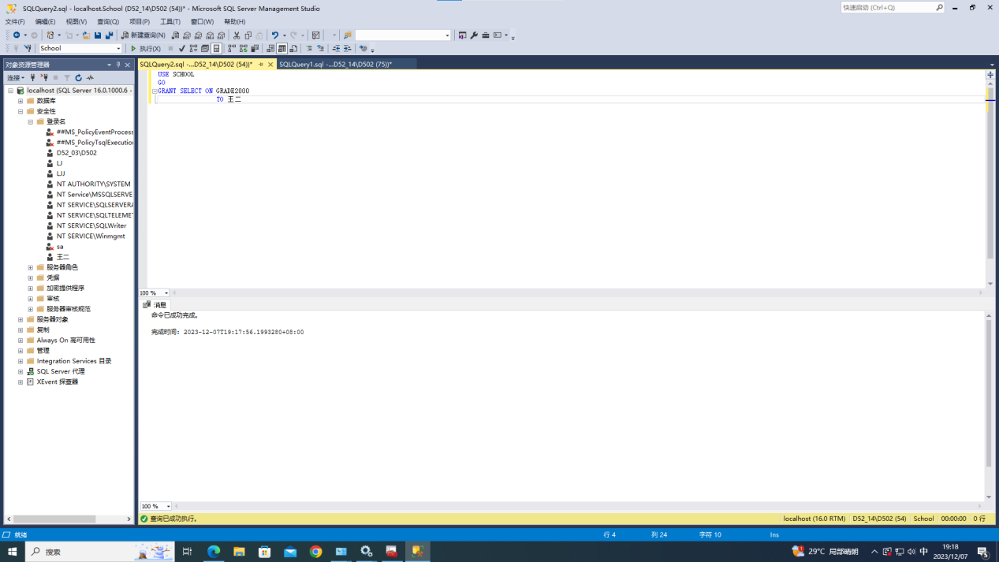 SQLQuery2.sql - localhost.School (D52_14\D502 (54))* - Microsoft SQL Server Management Studio
快速启动 (Ctrl+Q)
文件(F) 编辑(E) 视图(V) 查询(Q) 项目(P) 工具(T) 窗口(W) 帮助(H)
新建查询(N)
School 执行(X)
对象资源管理器
SQLQuery2.sql -...D52_14\D502 (54))* SQLQuery1.sql -...D52_14\D502 (75))*
连接
localhost (SQL Server 16.0.1000.6 -
数据库
安全性
登录名
##MS_PolicyEventProcess
##MS_PolicyTsqlExecution
D52_03\D502
LJ
LJJ
NT AUTHORITY\SYSTEM
NT Service\MSSQLSERVE
NT SERVICE\SQLSERVERA
NT SERVICE\SQLTELEMET
NT SERVICE\SQLWriter
NT SERVICE\Winmgmt
sa
王二
服务器角色
凭据
加密提供程序
审核
服务器审核规范
服务器对象
复制
Always On 高可用性
管理
Integration Services 目录
SQL Server 代理
XEvent 探查器
USE SCHOOL
GO
GRANT SELECT ON GRADE2000
TO 王二
100 %
消息
命令已成功完成。
完成时间: 2023-12-07T19:17:56.1993280+08:00
100 %
查询已成功执行。 localhost (16.0 RTM) D52_14\D502 (54) School 00:00:00 0 行
就绪 行 4 列 24 字符 10 Ins
搜索
29°C 局部晴朗 中 19:18
2023/12/07
5